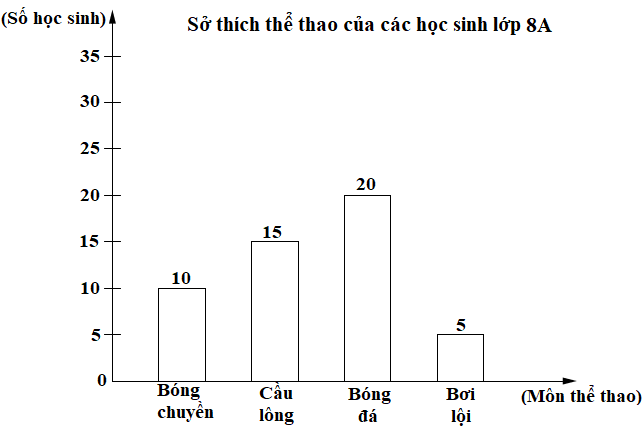 (Số học sinh)
Sở thích thể thao của các học sinh lớp 8A
35
30
25
20
15
10
5
0
10
15
20
5
Bóng
chuyền
Cầu
lông
Bóng
đá
Bơi
lội
(Môn thể thao)